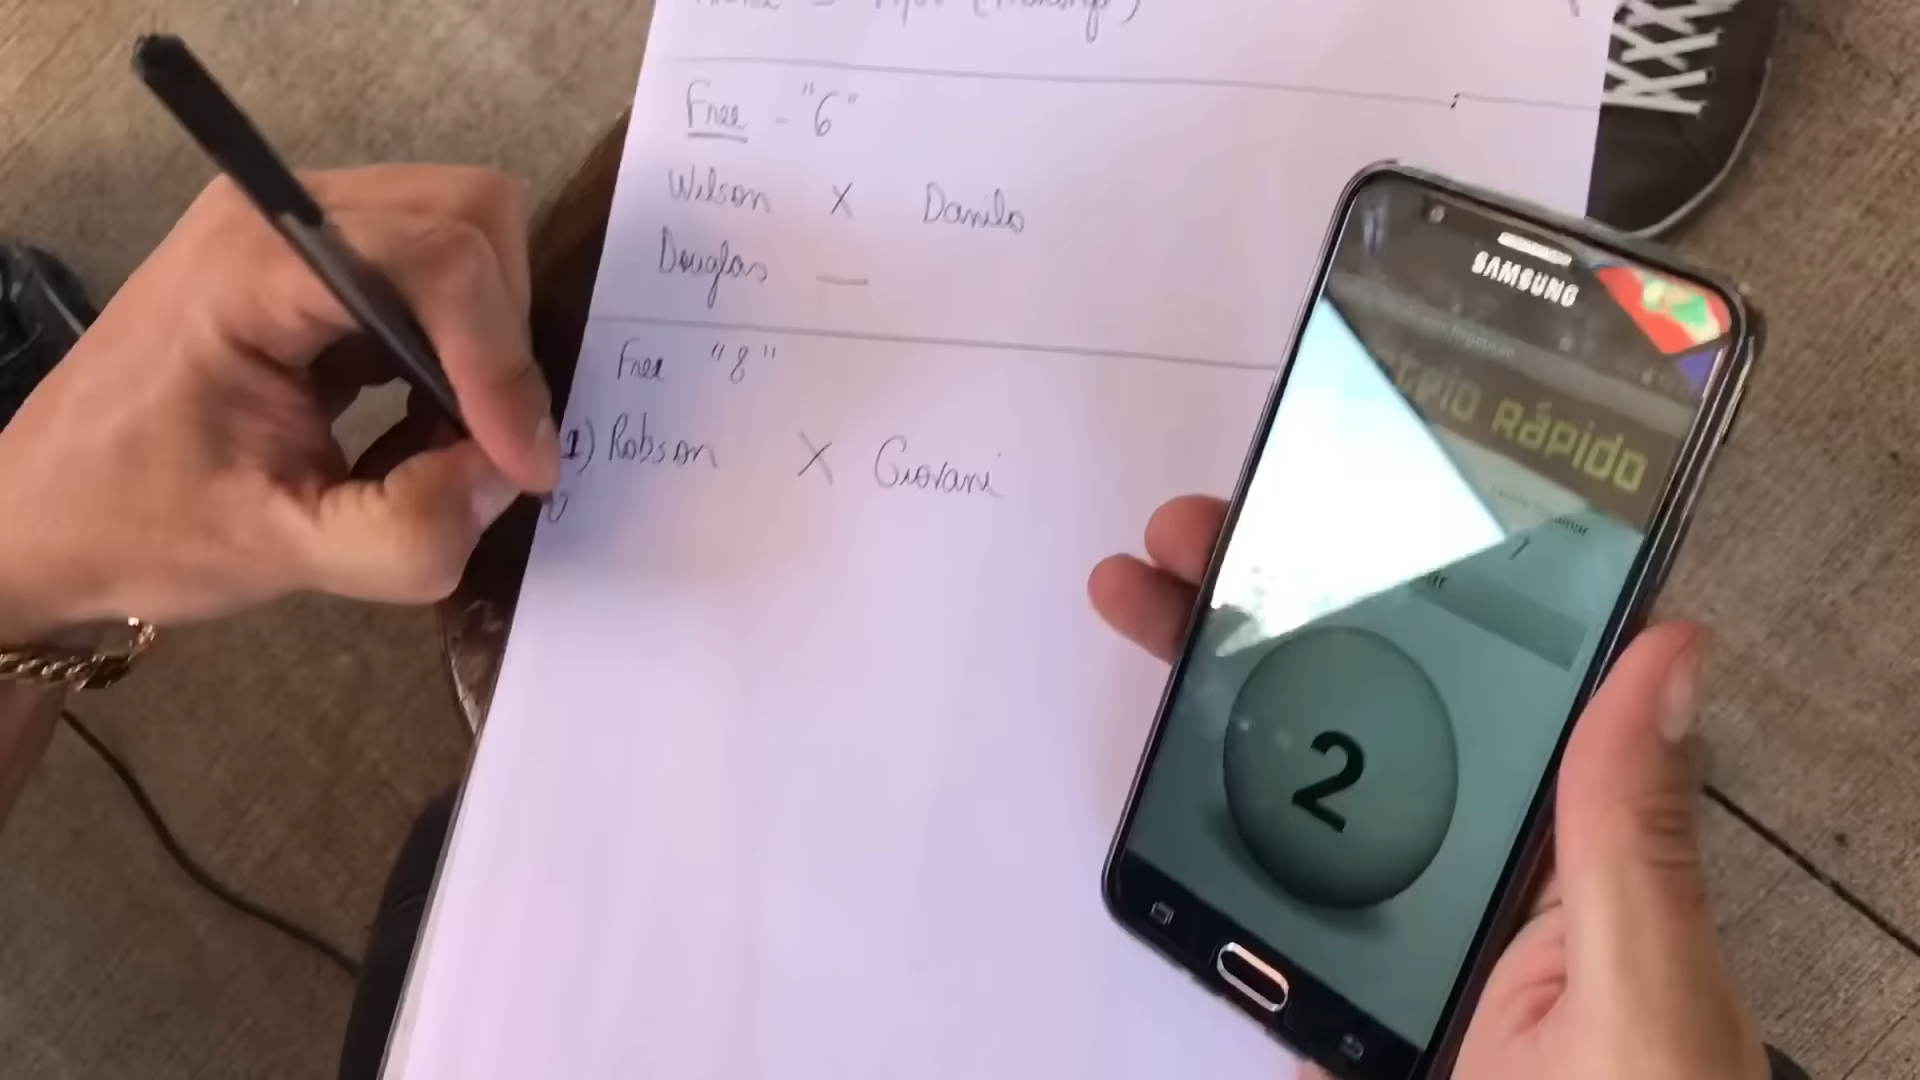 Free - "6"
Wilson X Danilo
Douglas —
Free "8"
1) Robson X Giovani
SAMSUNG
RÁPIDO
2